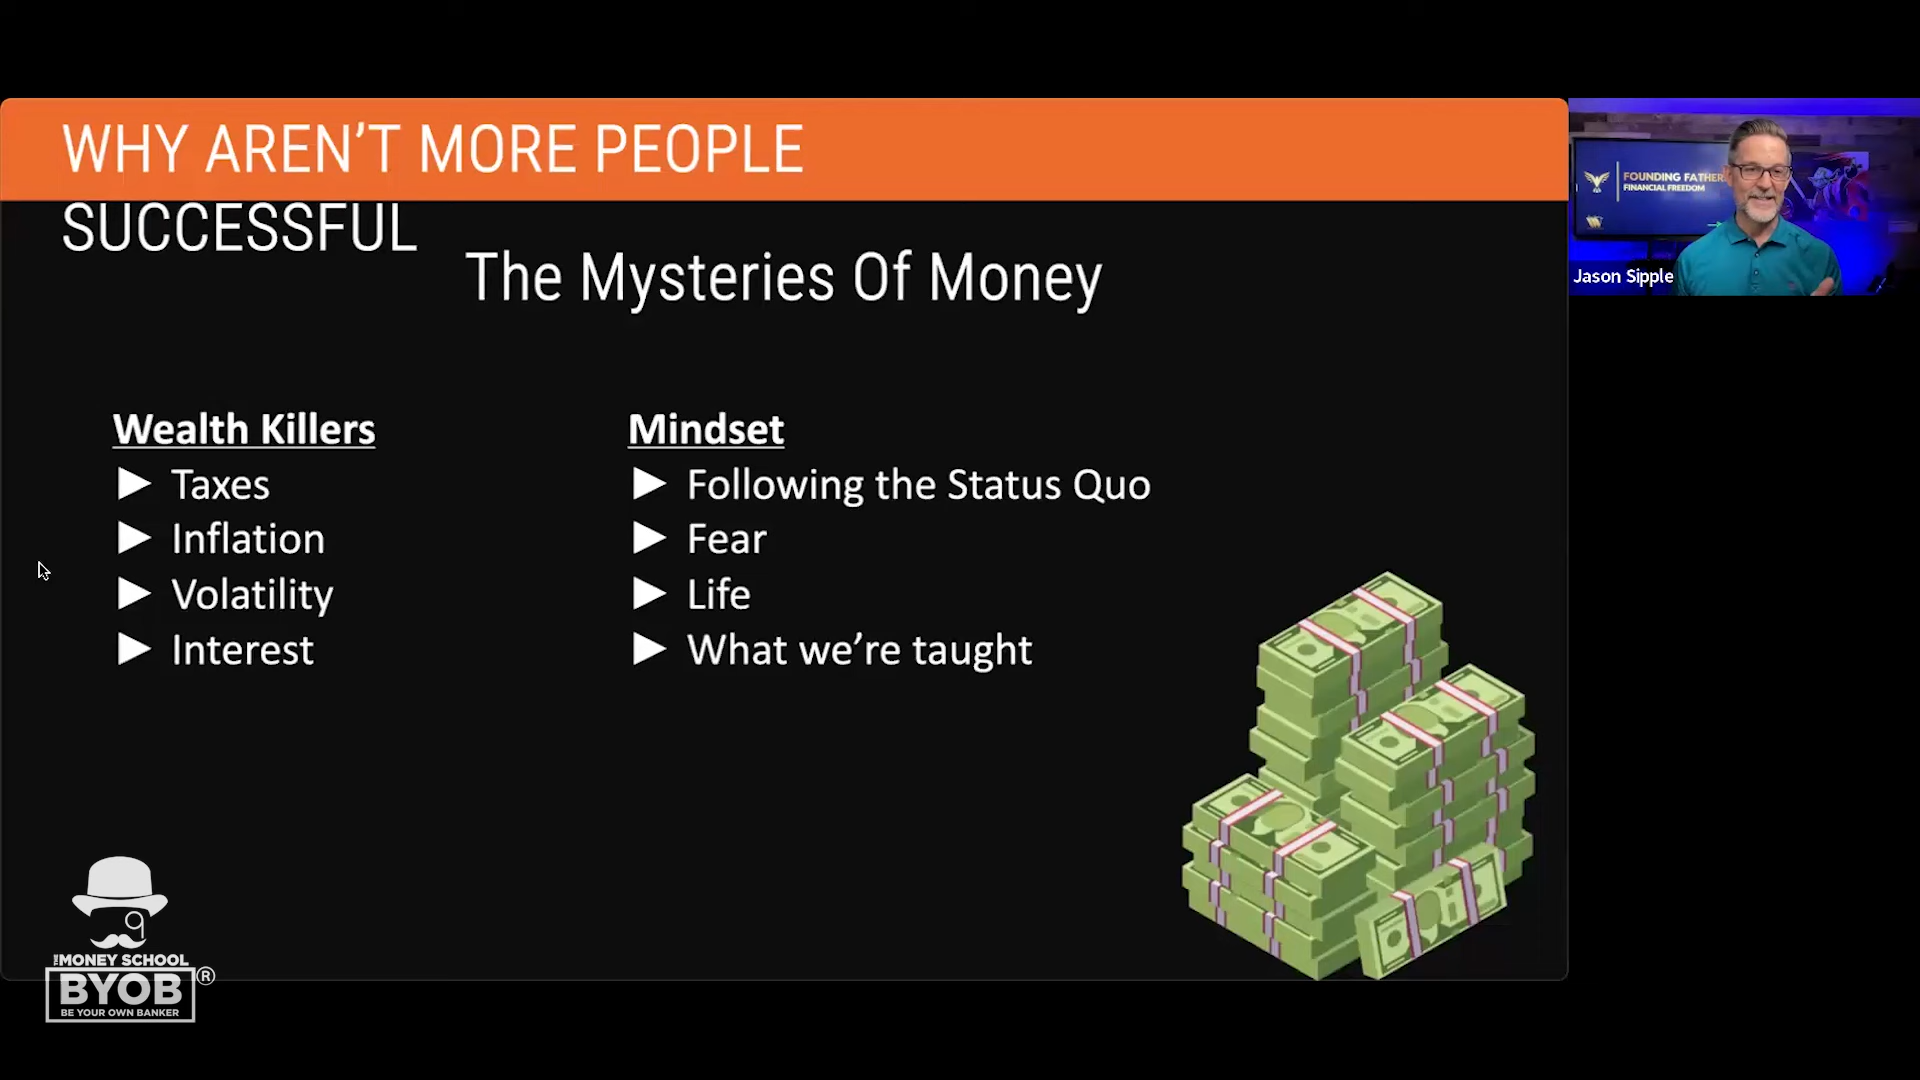 WHY AREN'T MORE PEOPLE
SUCCESSFUL
The Mysteries Of Money
Wealth Killers
Taxes
Inflation
Volatility
Interest
Mindset
Following the Status Quo
Fear
Life
What we're taught
FOUNDING FATHER
FINANCIAL FREEDOM
Jason Sipple
THE MONEY SCHOOL
BYOB®
BE YOUR OWN BANKER